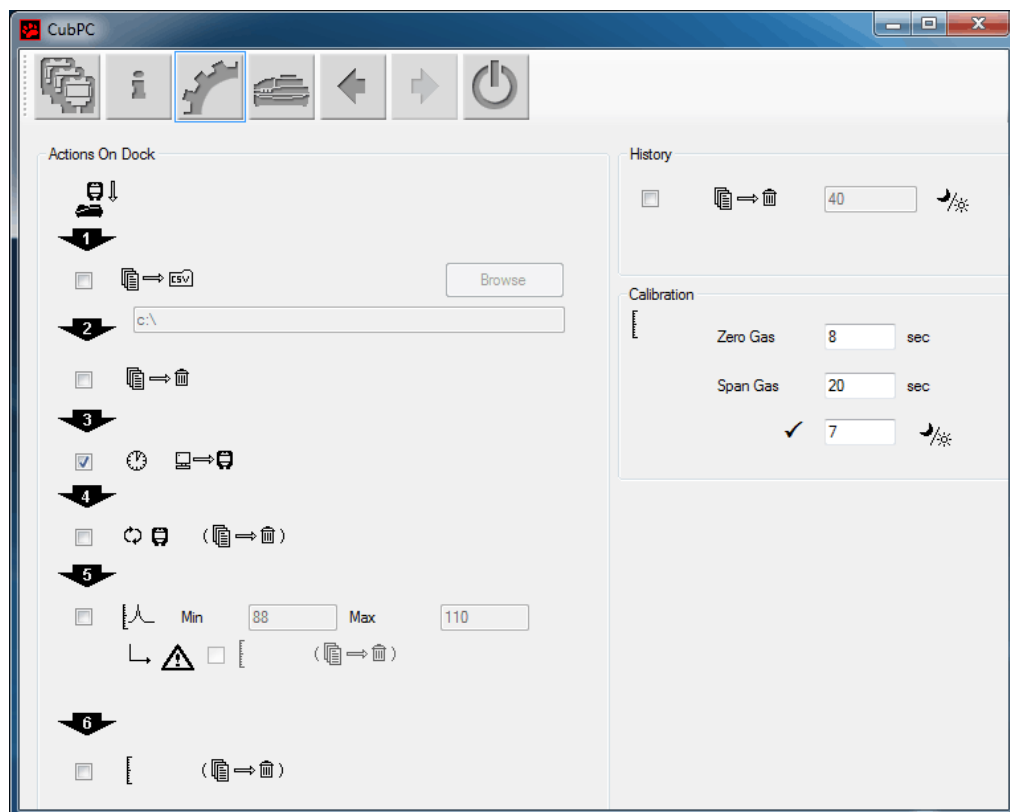 CubPC
i
Actions On Dock
1
CSV
Browse
2
c:\
3
4
( )
5
Min 88 Max 110
( )
6
( )
History
40
Calibration
Zero Gas 8 sec
Span Gas 20 sec
7